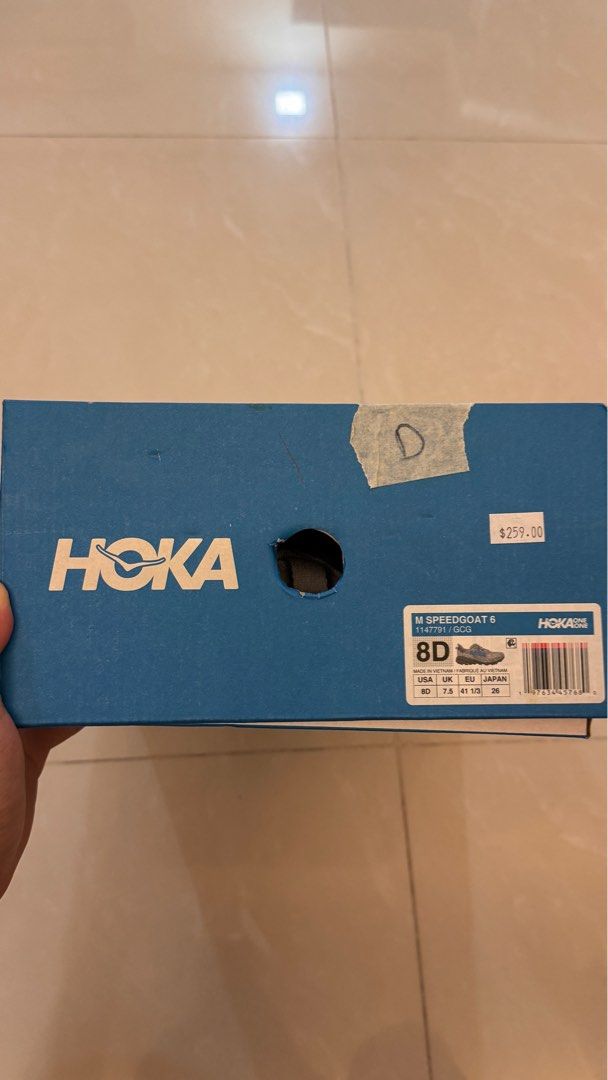 D
$259.00
HOKA
M SPEEDGOAT 6
1147791 / GCG
HOKA ONE ONE
8D
MADE IN VIETNAM / FABRIQUÉ AU VIETNAM
USA UK EU JAPAN
8D 7.5 41 1/3 26